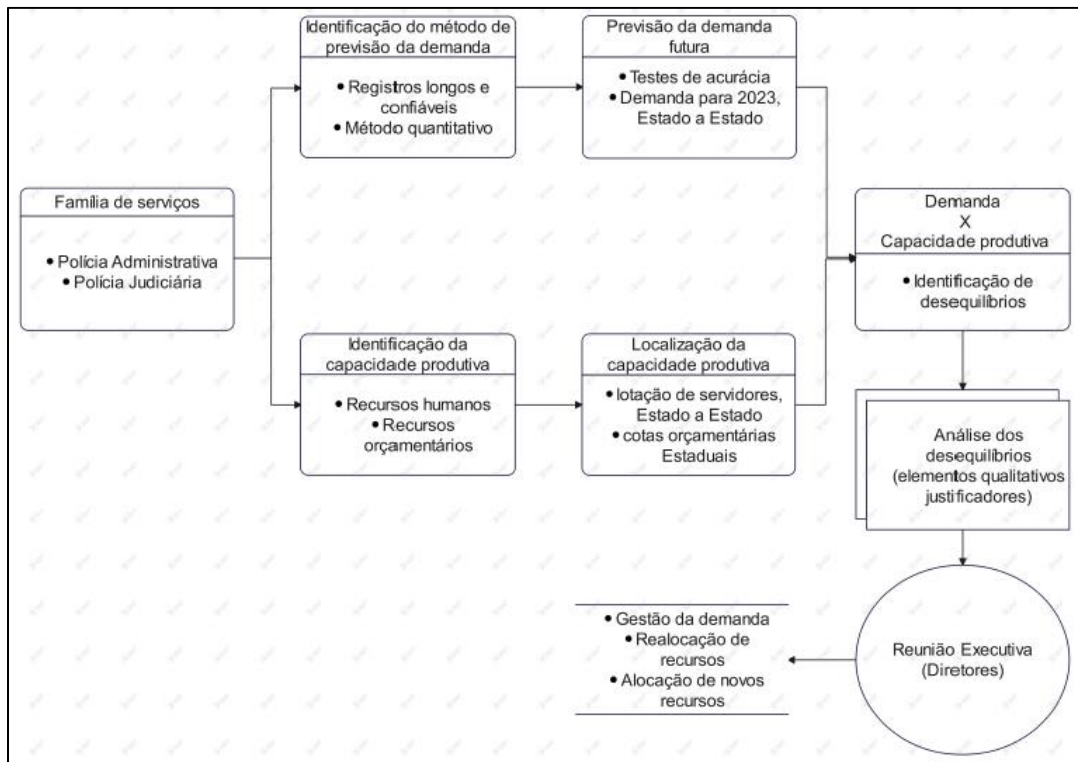 Identificação do método de
previsão da demanda
• Registros longos e
confiáveis
• Método quantitativo
Previsão da demanda
futura
• Testes de acurácia
• Demanda para 2023,
Estado a Estado
Família de serviços
• Polícia Administrativa
• Polícia Judiciária
Demanda
X
Capacidade produtiva
• Identificação de
desequilíbrios
Identificação da
capacidade produtiva
• Recursos humanos
• Recursos
orçamentários
Localização da
capacidade produtiva
• lotação de servidores,
Estado a Estado
• cotas orçamentárias
Estaduais
Análise dos
desequilíbrios
(elementos qualitativos
justificadores)
Reunião Executiva
(Diretores)
• Gestão da demanda
• Realocação de
recursos
• Alocação de novos
recursos